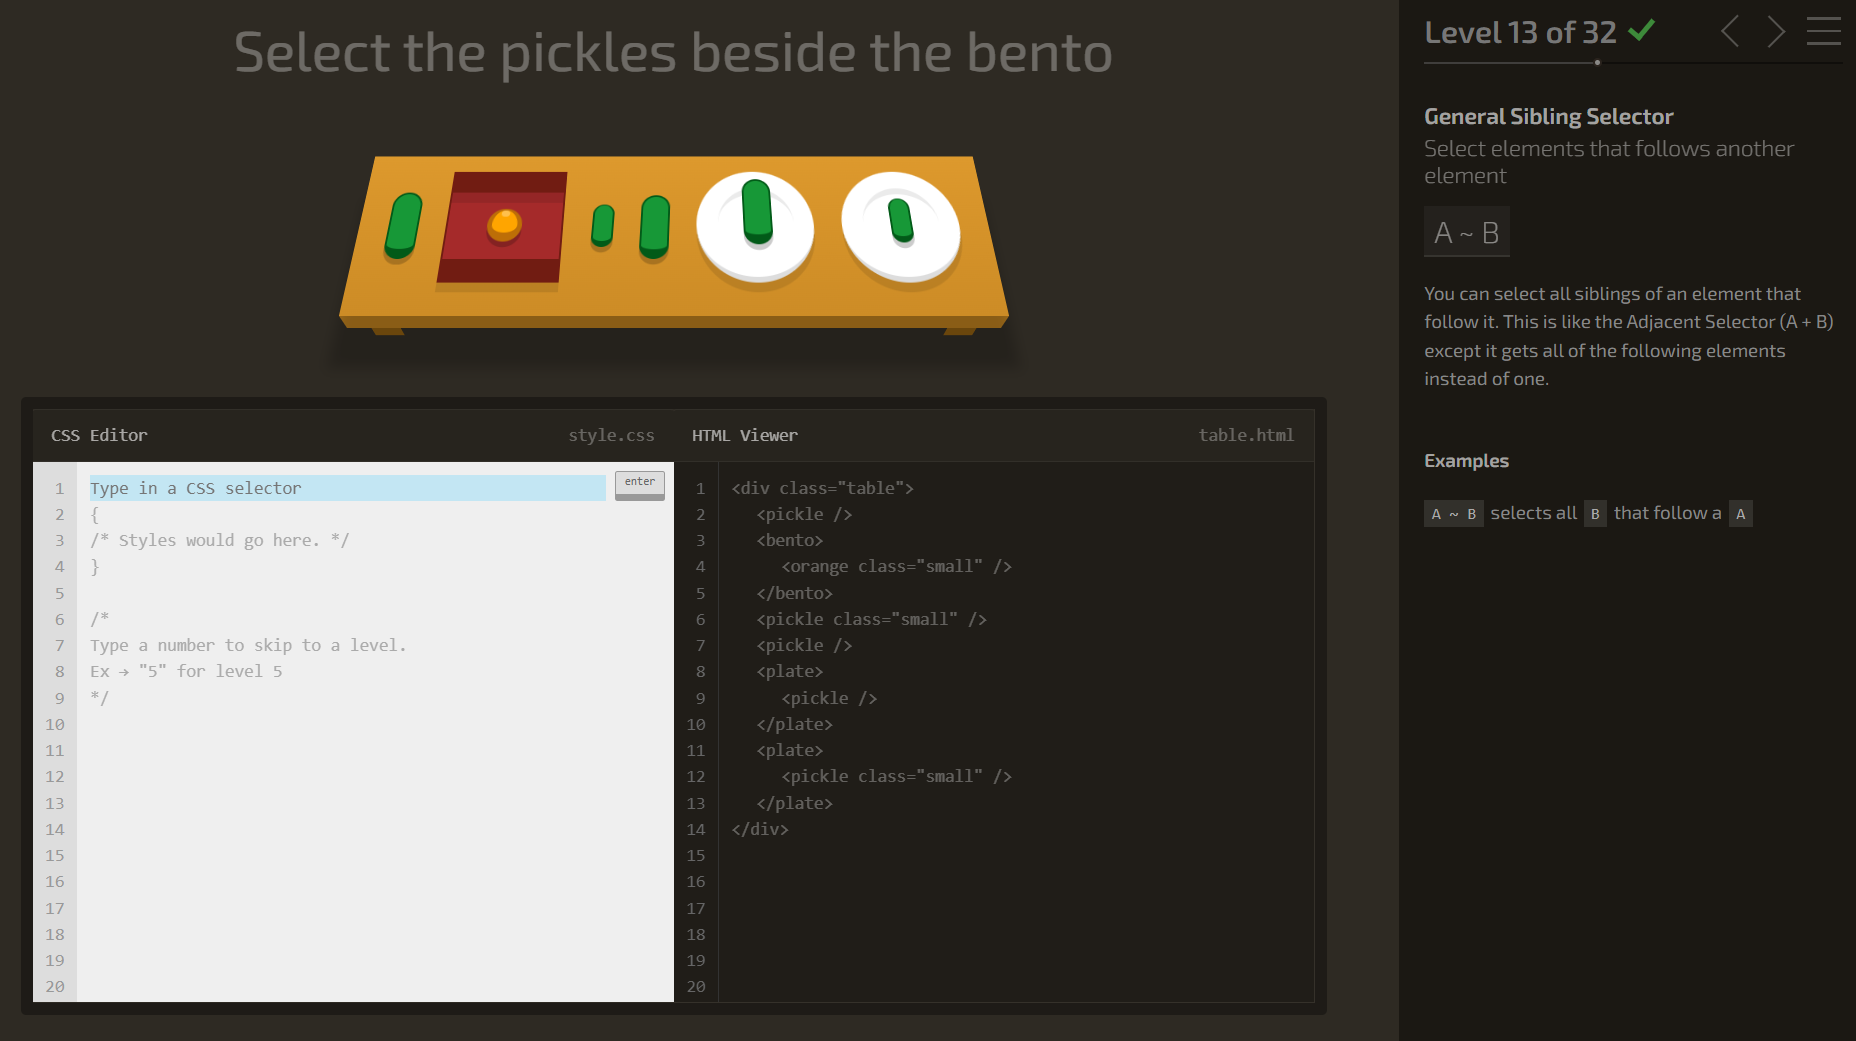 Select the pickles beside the bento
CSS Editor
style.css
1 Type in a CSS selector
enter
2 {
3 /* Styles would go here. */
4 }
5
6 /*
7 Type a number to skip to a level.
8 Ex → "5" for level 5
9 */
10
11
12
13
14
15
16
17
18
19
20
HTML Viewer
table.html
1 <div class="table">
2 <pickle />
3 <bento>
4 <orange class="small" />
5 </bento>
6 <pickle class="small" />
7 <pickle />
8 <plate>
9 <pickle />
10 </plate>
11 <plate>
12 <pickle class="small" />
13 </plate>
14 </div>
15
16
17
18
19
20
Level 13 of 32
General Sibling Selector
Select elements that follows another
element
A ~ B
You can select all siblings of an element that
follow it. This is like the Adjacent Selector (A + B)
except it gets all of the following elements
instead of one.
Examples
A ~ B selects all B that follow a A